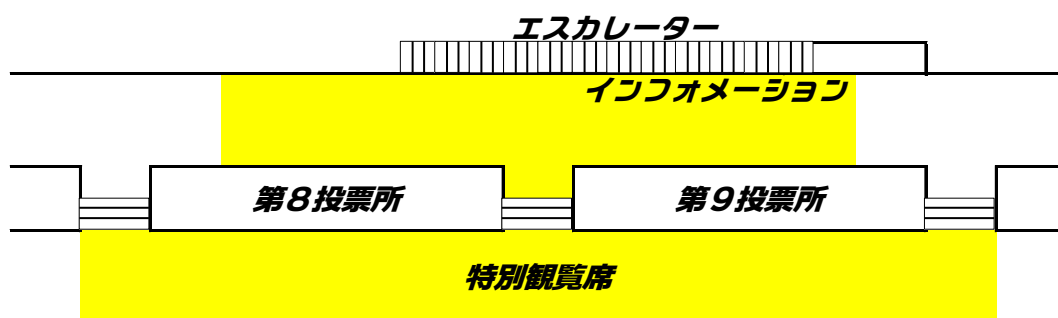 エスカレーター
インフォメーション
第8投票所
第9投票所
特別観覧席